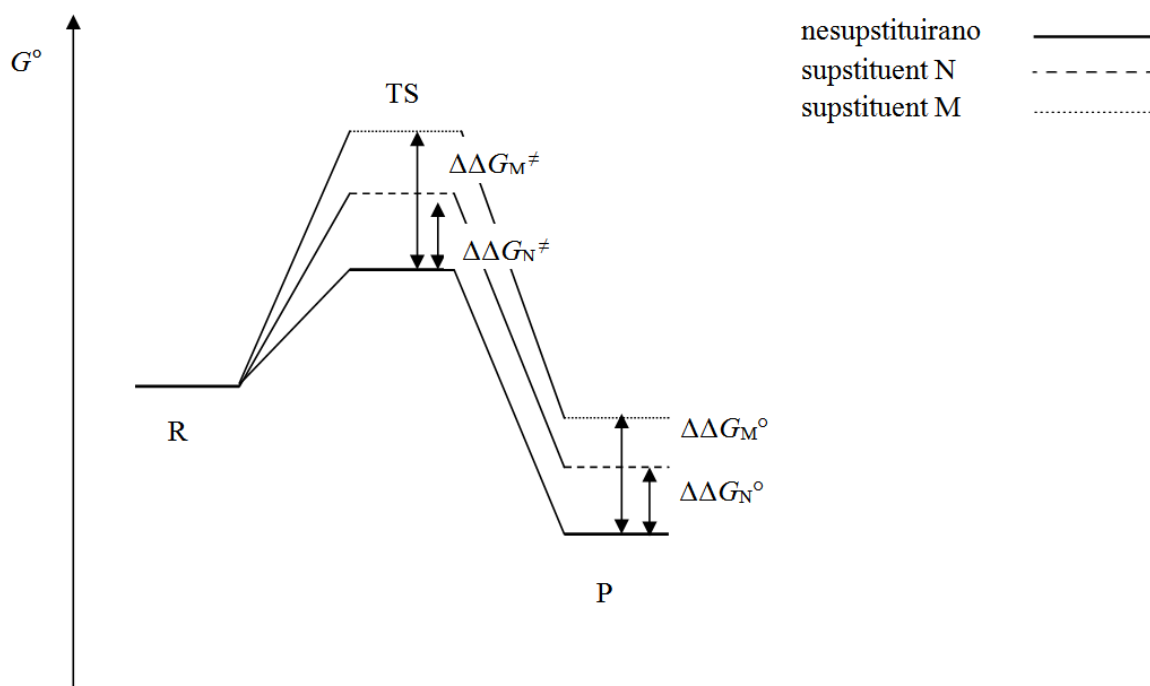 G°
nesupstituirano
supstituent N
supstituent M
TS
ΔΔG_M^≠
ΔΔG_N^≠
R
ΔΔG_M°
ΔΔG_N°
P